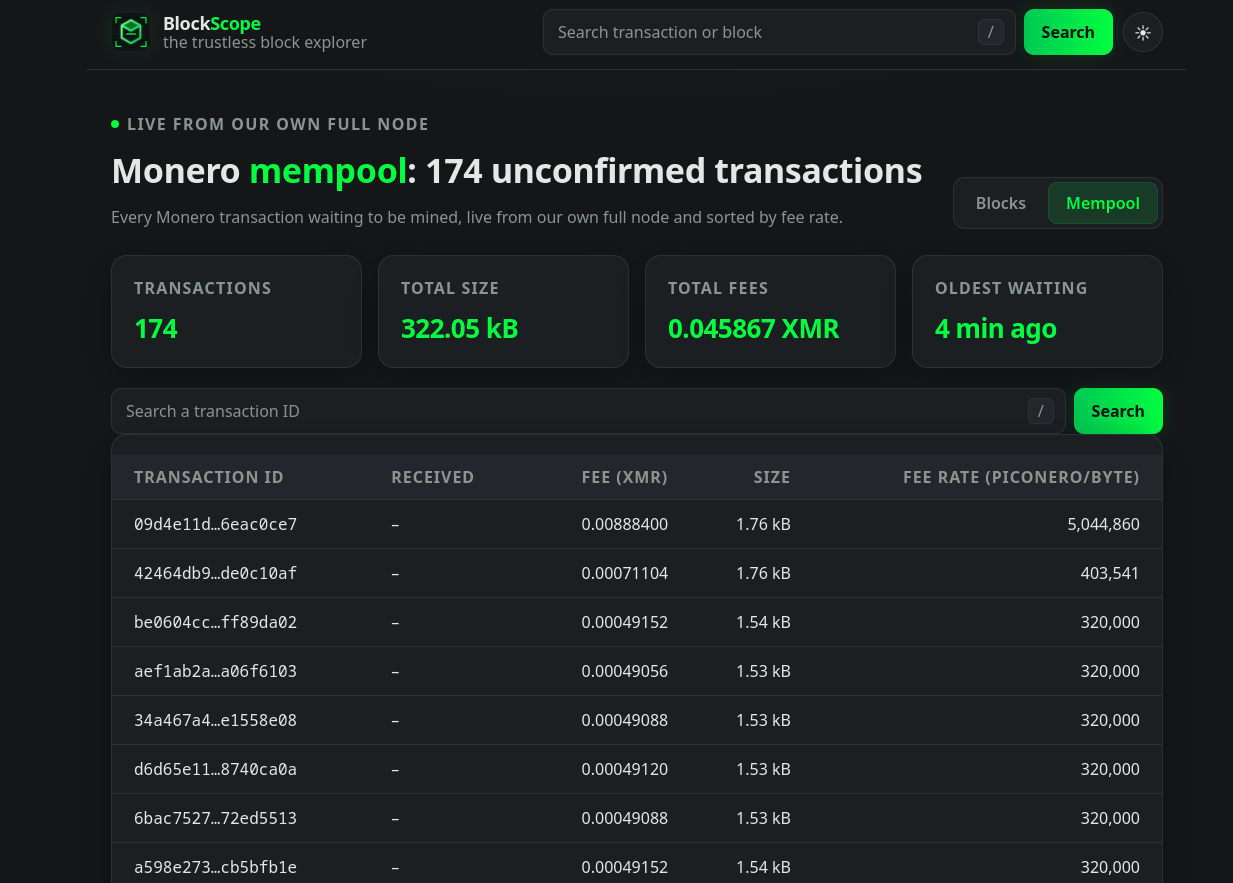 BlockScope
the trustless block explorer
Search transaction or block
/
Search
LIVE FROM OUR OWN FULL NODE
Monero mempool: 174 unconfirmed transactions
Every Monero transaction waiting to be mined, live from our own full node and sorted by fee rate.
Blocks
Mempool
TRANSACTIONS
174
TOTAL SIZE
322.05 kB
TOTAL FEES
0.045867 XMR
OLDEST WAITING
4 min ago
Search a transaction ID
/
Search
TRANSACTION ID RECEIVED FEE (XMR) SIZE FEE RATE (PICONERO/BYTE)
09d4e11d…6eac0ce7 – 0.00888400 1.76 kB 5,044,860
42464db9…de0c10af – 0.00071104 1.76 kB 403,541
be0604cc…ff89da02 – 0.00049152 1.54 kB 320,000
aef1ab2a…a06f6103 – 0.00049056 1.53 kB 320,000
34a467a4…e1558e08 – 0.00049088 1.53 kB 320,000
d6d65e11…8740ca0a – 0.00049120 1.53 kB 320,000
6bac7527…72ed5513 – 0.00049088 1.53 kB 320,000
a598e273…cb5bfb1e – 0.00049152 1.54 kB 320,000